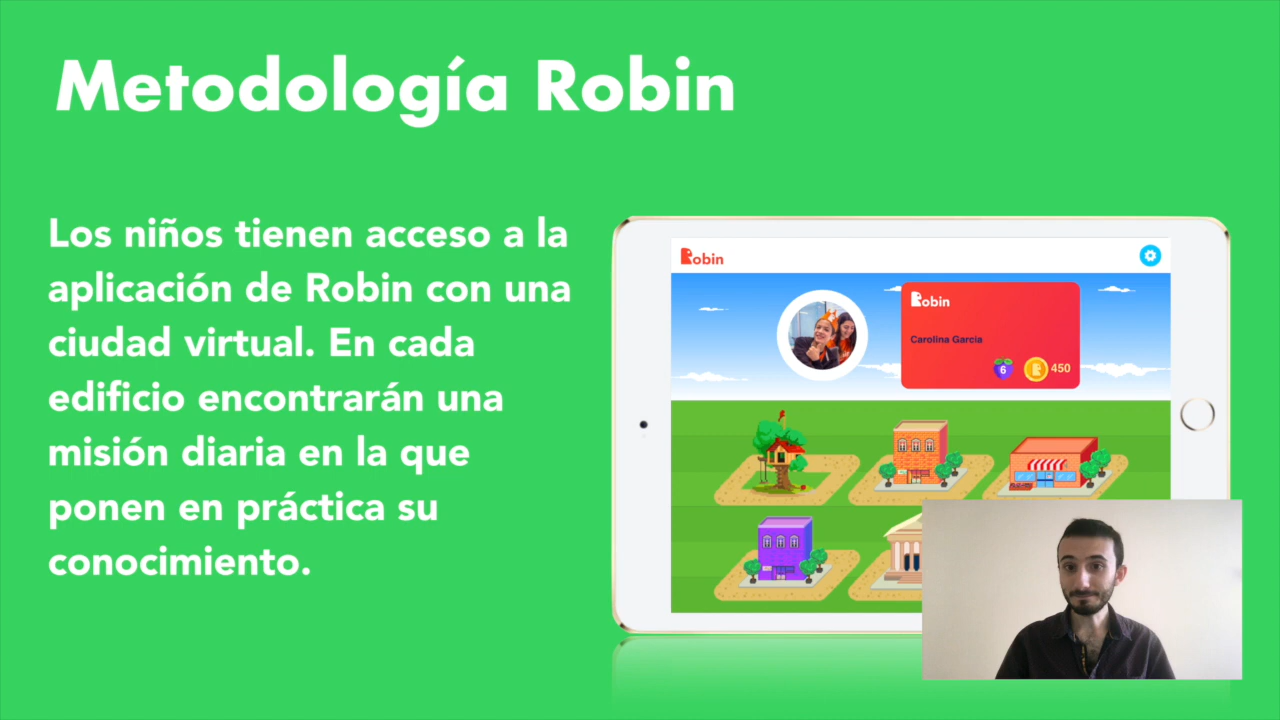 Metodología Robin
Los niños tienen acceso a la
aplicación de Robin con una
ciudad virtual. En cada
edificio encontrarán una
misión diaria en la que
ponen en práctica su
conocimiento.
Robin
Robin
Carolina Garcia
6
450